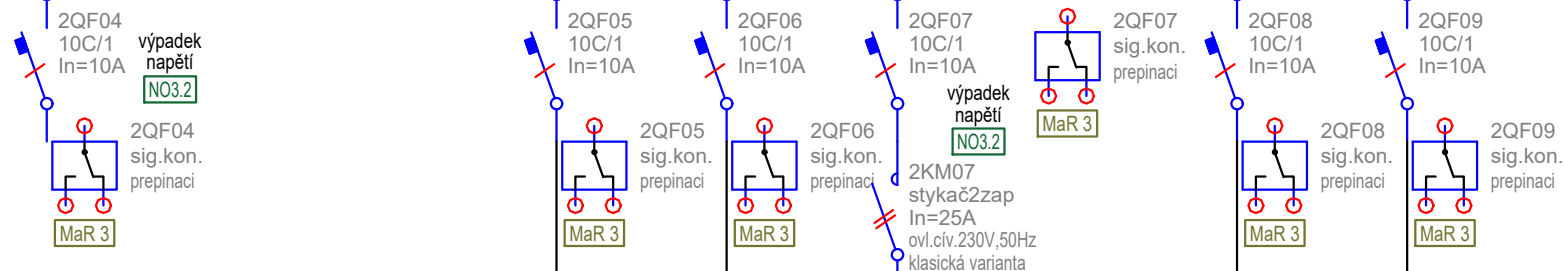 2QF04
10C/1
In=10A
výpadek
napětí
NO3.2
2QF04
sig.kon.
prepinaci
MaR 3
2QF05
10C/1
In=10A
2QF05
sig.kon.
prepinaci
MaR 3
2QF06
10C/1
In=10A
2QF06
sig.kon.
prepinaci
MaR 3
2QF07
10C/1
In=10A
výpadek
napětí
NO3.2
2KM07
stykač2zap
In=25A
ovl.cív.230V,50Hz
klasická varianta
2QF07
sig.kon.
prepinaci
MaR 3
2QF08
10C/1
In=10A
2QF08
sig.kon.
prepinaci
MaR 3
2QF09
10C/1
In=10A
2QF09
sig.kon.
prepinaci
MaR 3